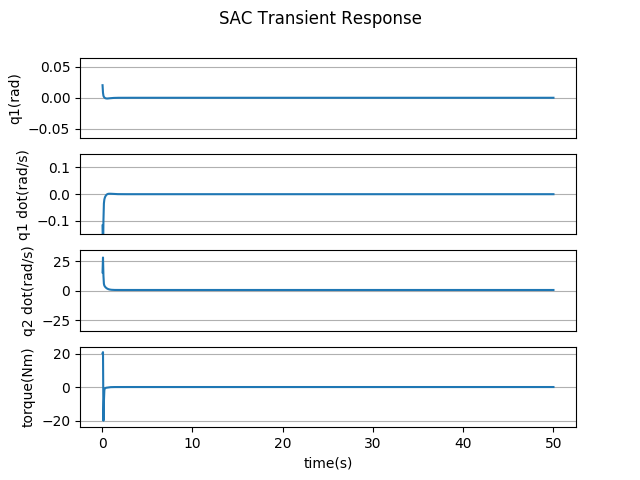 SAC Transient Response
0.05
0.00
−0.05
q1(rad)
0.1
0.0
−0.1
q1 dot(rad/s)
25
0
−25
q2 dot(rad/s)
20
0
−20
torque(Nm)
0 10 20 30 40 50
time(s)